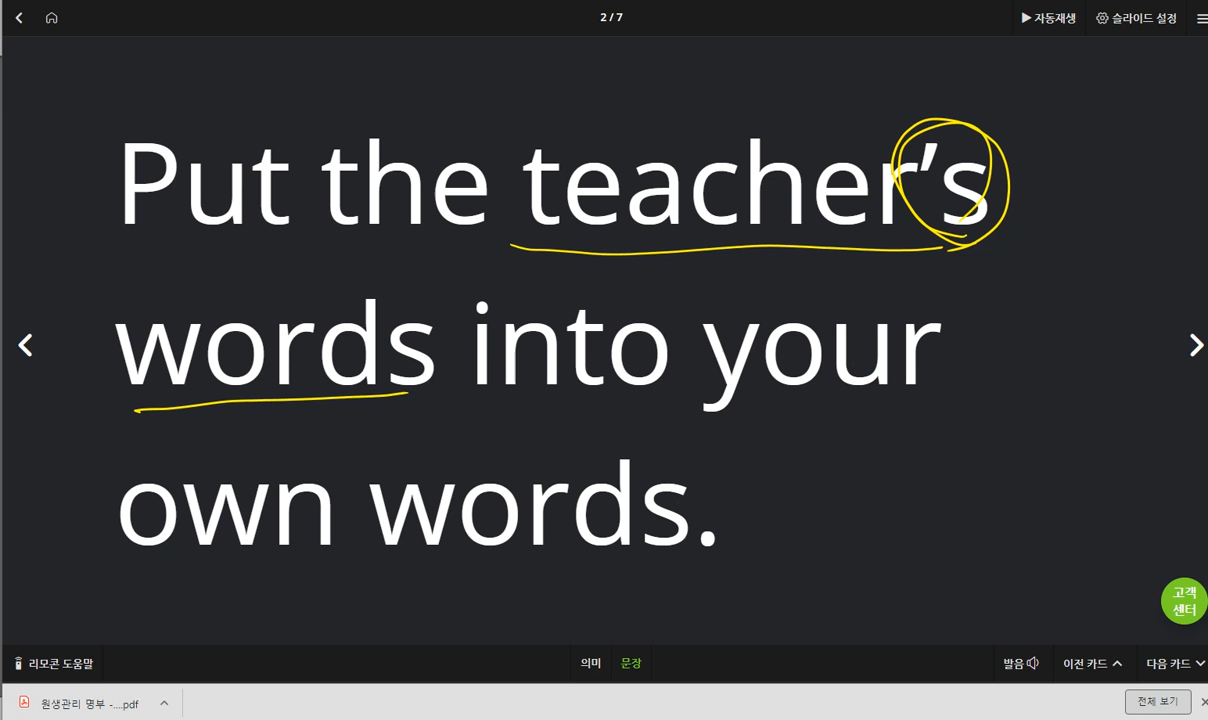 2 / 7
자동재생
슬라이드 설정
Put the teacher’s
words into your
own words.
고객
센터
리모콘 도움말
의미
문장
발음
이전 카드
다음 카드
원생관리 명부 -....pdf
전체 보기